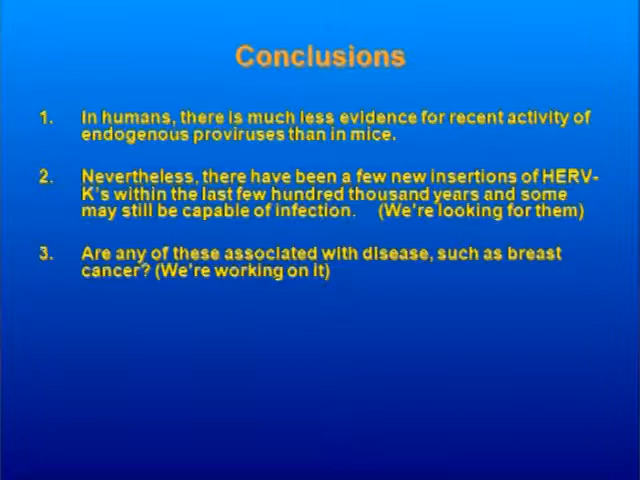 Conclusions
1. In humans, there is much less evidence for recent activity of
endogenous proviruses than in mice.
2. Nevertheless, there have been a few new insertions of HERV-
K's within the last few hundred thousand years and some
may still be capable of infection. (We're looking for them)
3. Are any of these associated with disease, such as breast
cancer? (We're working on it)